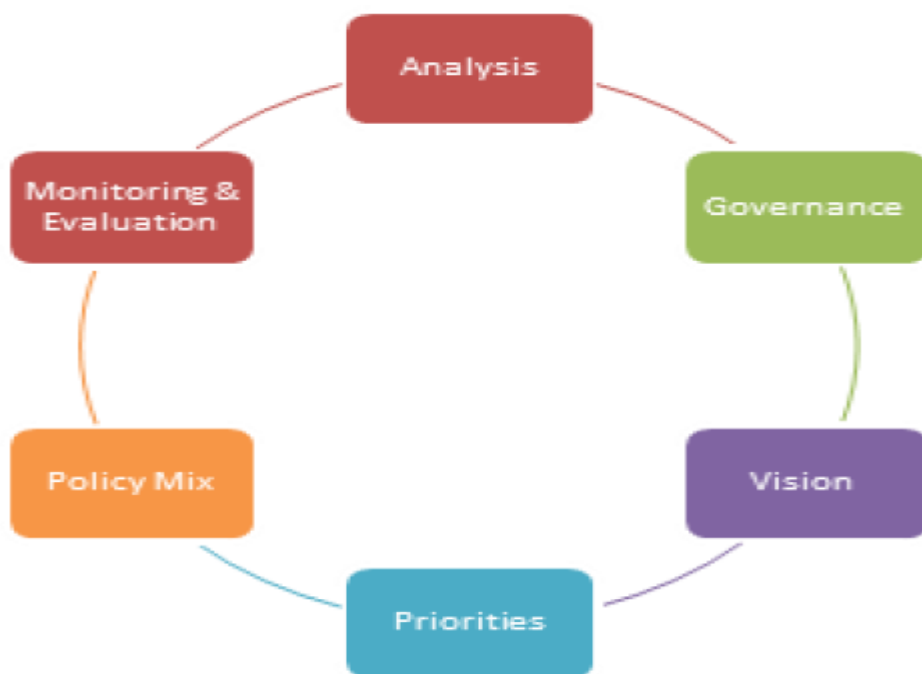 Analysis
Governance
Vision
Priorities
Policy Mix
Monitoring &
Evaluation